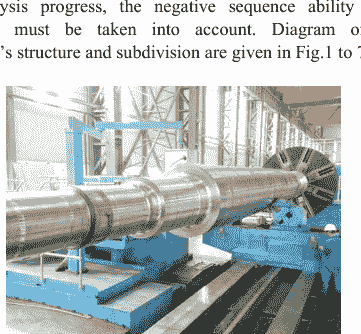 ysis progress, the negative sequence ability
must be taken into account. Diagram o
's structure and subdivision are given in Fig.1 to 7